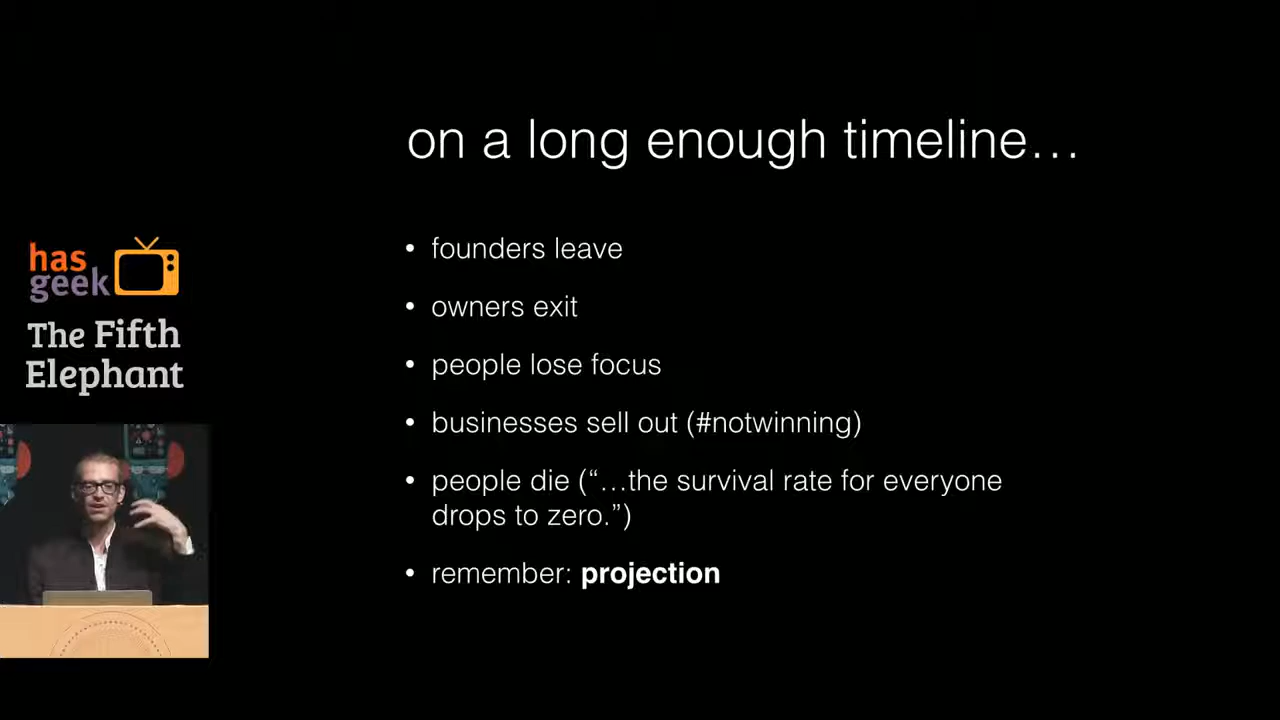 on a long enough timeline…
• founders leave
• owners exit
• people lose focus
• businesses sell out (#notwinning)
• people die (“…the survival rate for everyone
drops to zero.”)
• remember: projection
has
geek
The Fifth
Elephant